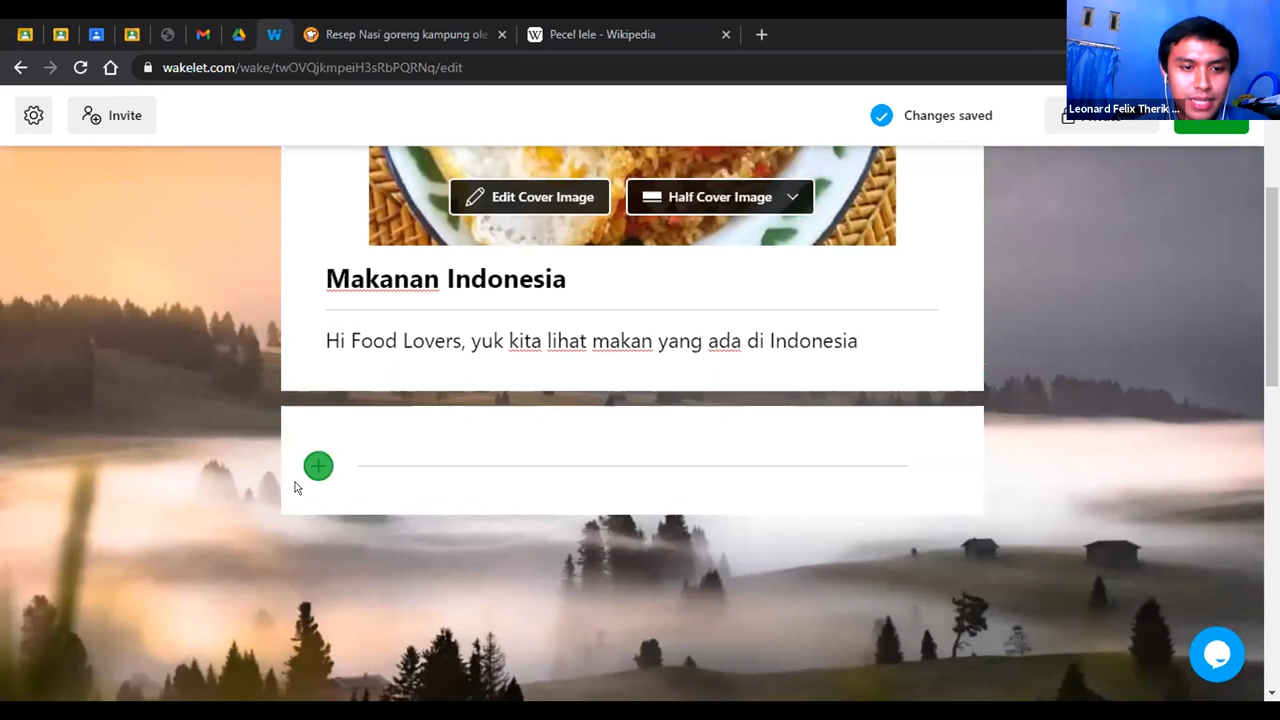 Resep Nasi goreng kampung ole
Pecel lele - Wikipedia
wakelet.com/wake/twOVQjkmpeiH3sRbPQRNq/edit
Leonard Felix Therik ...
Invite
Changes saved
Edit Cover Image
Half Cover Image
Makanan Indonesia
Hi Food Lovers, yuk kita lihat makan yang ada di Indonesia